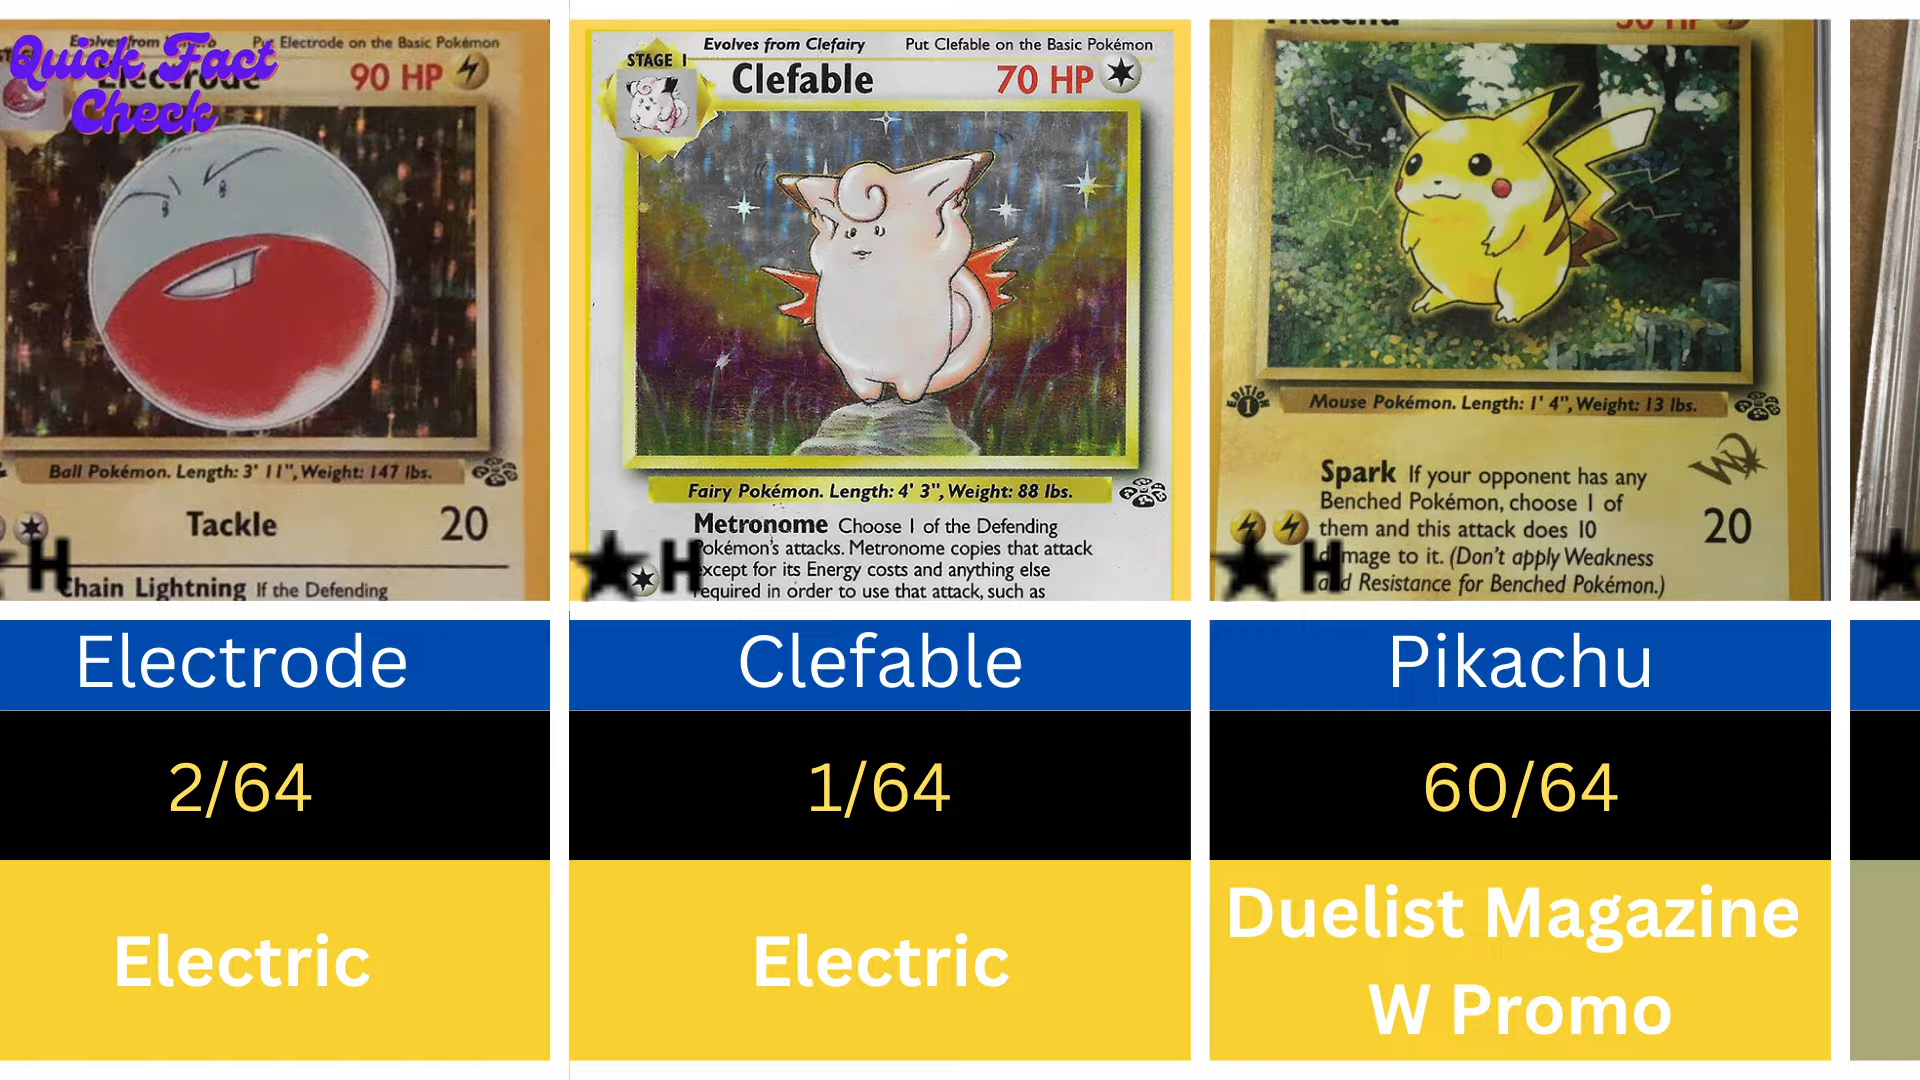 Quick Fact
Check
Evolves from
Put Electrode on the Basic Pokémon
Electrode
90 HP
Ball Pokémon. Length: 3' 11", Weight: 147 lbs.
Tackle
20
H
Chain Lightning If the Defending
Electrode
2/64
Electric
Evolves from Clefairy
Put Clefable on the Basic Pokémon
STAGE 1
Clefable
70 HP
Fairy Pokémon. Length: 4' 3", Weight: 88 lbs.
Metronome Choose 1 of the Defending
Pokémon's attacks. Metronome copies that attack
except for its Energy costs and anything else
required in order to use that attack, such as
H
Clefable
1/64
Electric
Pikachu
50 HP
EDITION
1
Mouse Pokémon. Length: 1' 4", Weight: 13 lbs.
W
Spark If your opponent has any
Benched Pokémon, choose 1 of
them and this attack does 10
damage to it. (Don't apply Weakness
and Resistance for Benched Pokémon.)
20
H
Pikachu
60/64
Duelist Magazine
W Promo